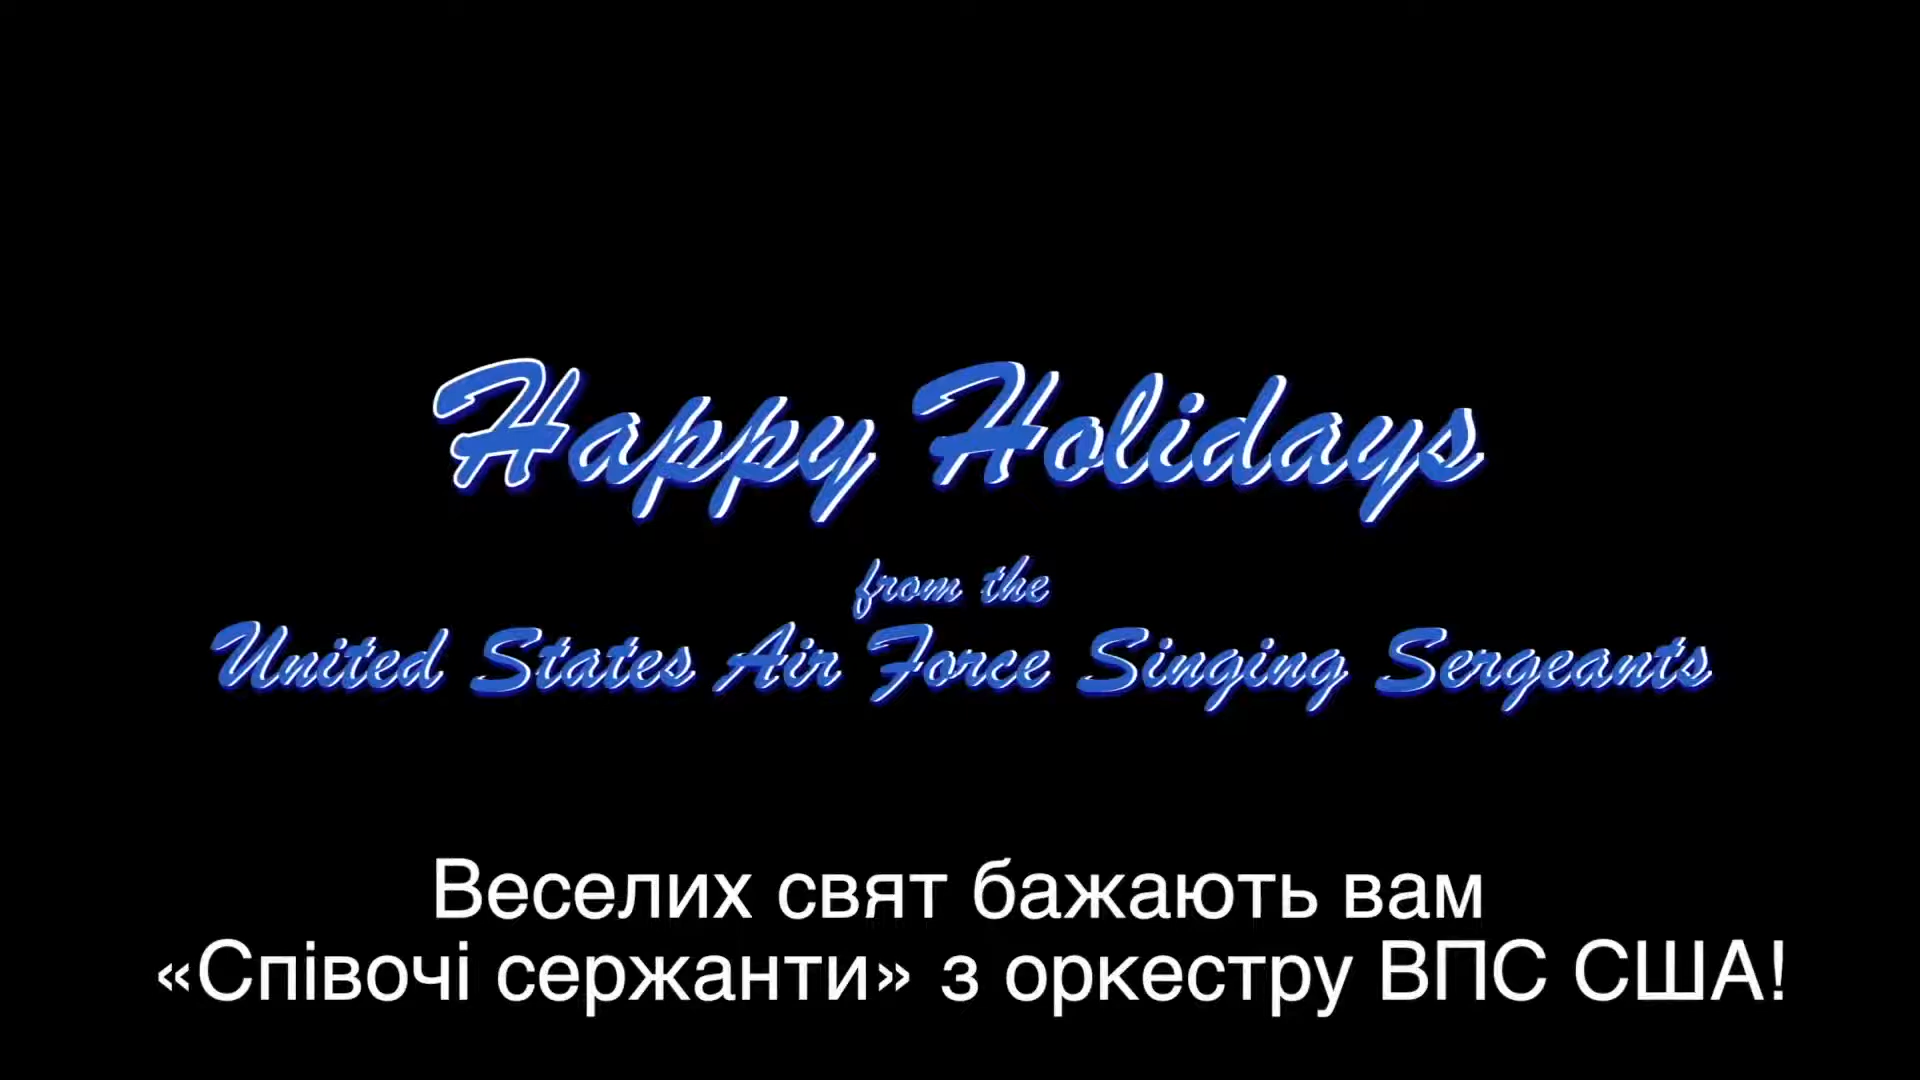 Happy Holidays
from the
United States Air Force Singing Sergeants
Веселих свят бажають вам
«Співочі сержанти» з оркестру ВПС США!